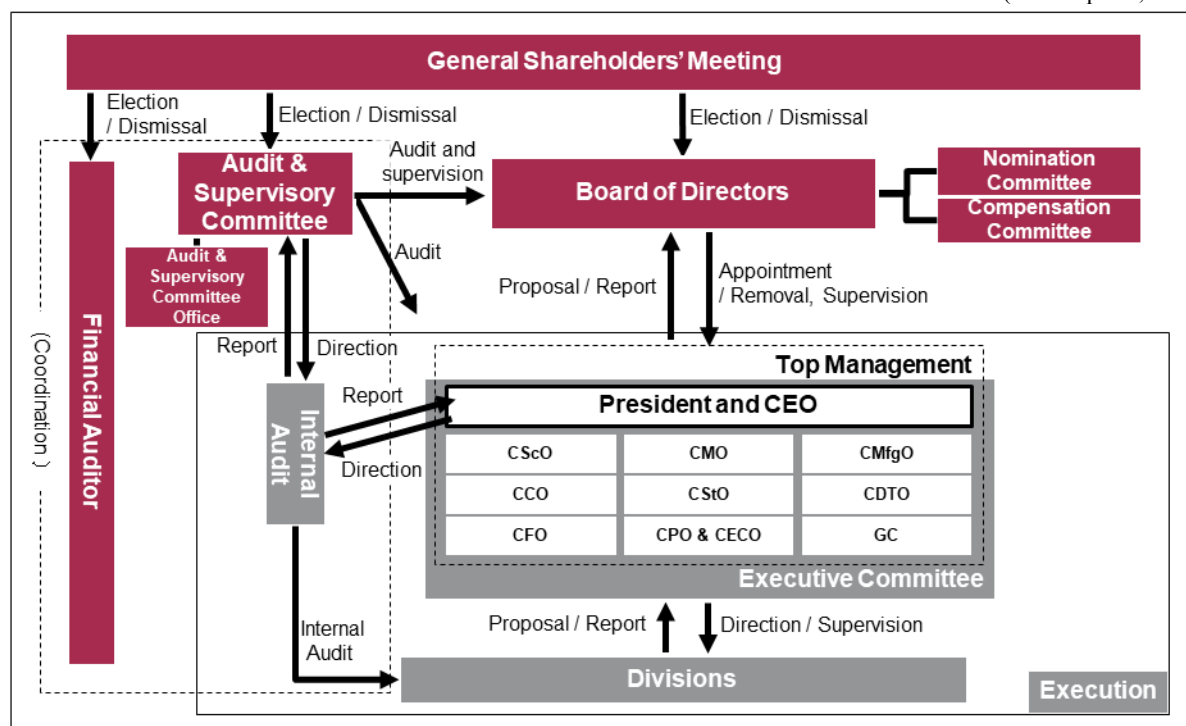 General Shareholders' Meeting
Election
/ Dismissal
Election / Dismissal
Election / Dismissal
Audit &
Supervisory
Committee
Audit and
supervision
Board of Directors
Nomination
Committee
Compensation
Committee
Audit &
Supervisory
Committee
Office
Audit
Proposal / Report
Appointment
/ Removal, Supervision
(Coordination )
Financial Auditor
Report
Direction
Top Management
Internal
Audit
Report
Direction
President and CEO
CScO
CMO
CMfgO
CCO
CStO
CDTO
CFO
CPO & CECO
GC
Executive Committee
Internal
Audit
Proposal / Report
Direction / Supervision
Divisions
Execution